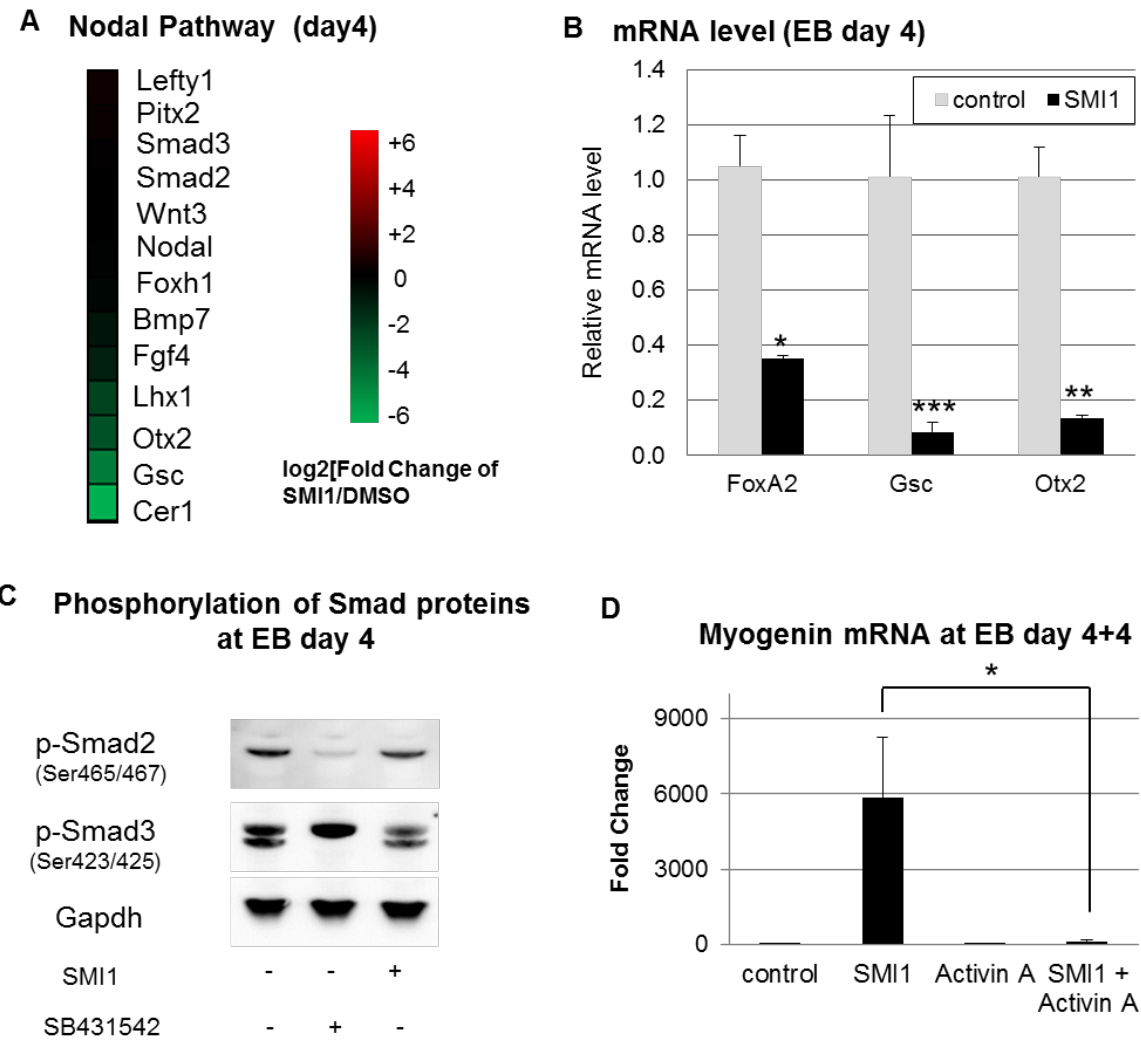 A Nodal Pathway (day4)
Lefty1
Pitx2
Smad3
Smad2
Wnt3
Nodal
Foxh1
Bmp7
Fgf4
Lhx1
Otx2
Gsc
Cer1
+6
+4
+2
0
-2
-4
-6
log2[Fold Change of
SMI1/DMSO
B mRNA level (EB day 4)
control SMI1
Relative mRNA level
1.4
1.2
1.0
0.8
0.6
0.4
0.2
0.0
*
***
**
FoxA2 Gsc Otx2
C Phosphorylation of Smad proteins
at EB day 4
p-Smad2
(Ser465/467)
p-Smad3
(Ser423/425)
Gapdh
SMI1 - - +
SB431542 - + -
D
Myogenin mRNA at EB day 4+4
*
Fold Change
9000
6000
3000
0
control SMI1 Activin A SMI1 +
Activin A